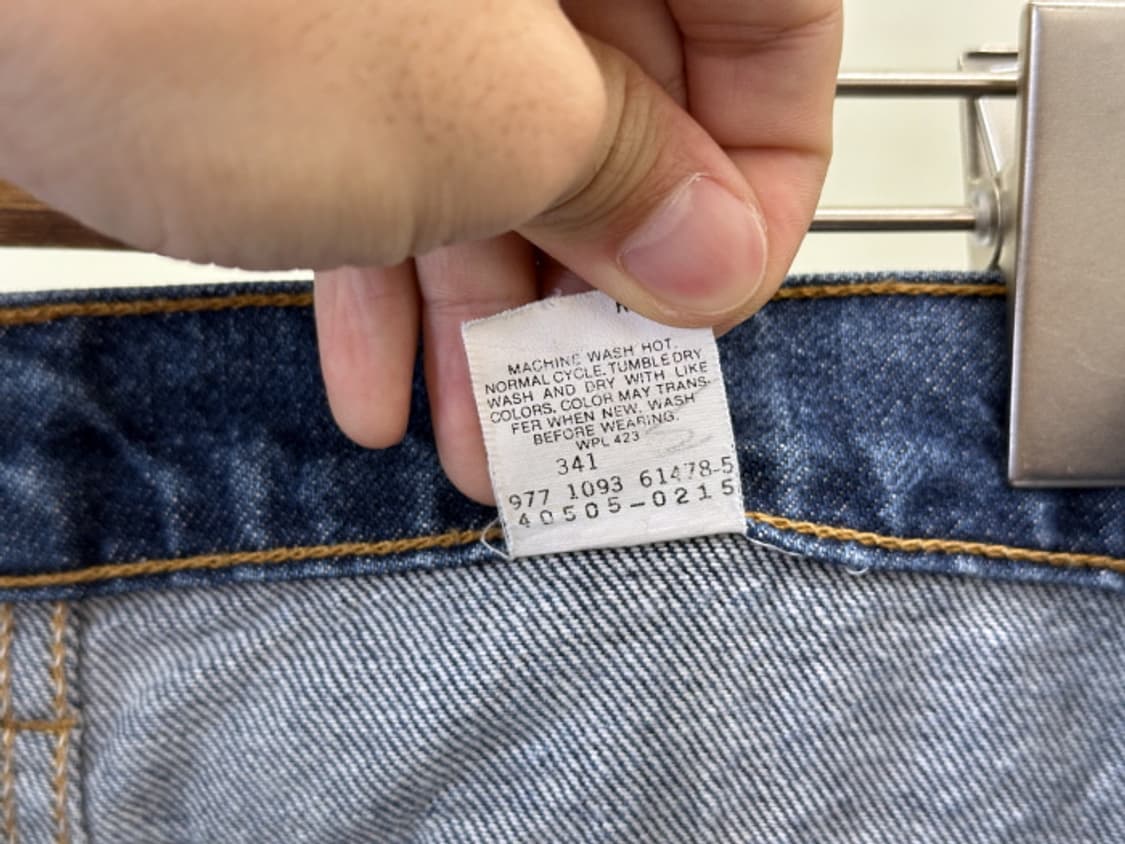 MACHINE WASH HOT.
NORMAL CYCLE. TUMBLE DRY
WASH AND DRY WITH LIKE
COLORS. COLOR MAY TRANS-
FER WHEN NEW. WASH
BEFORE WEARING.
WPL 423
341
977 1093 61478-5
40505-0215